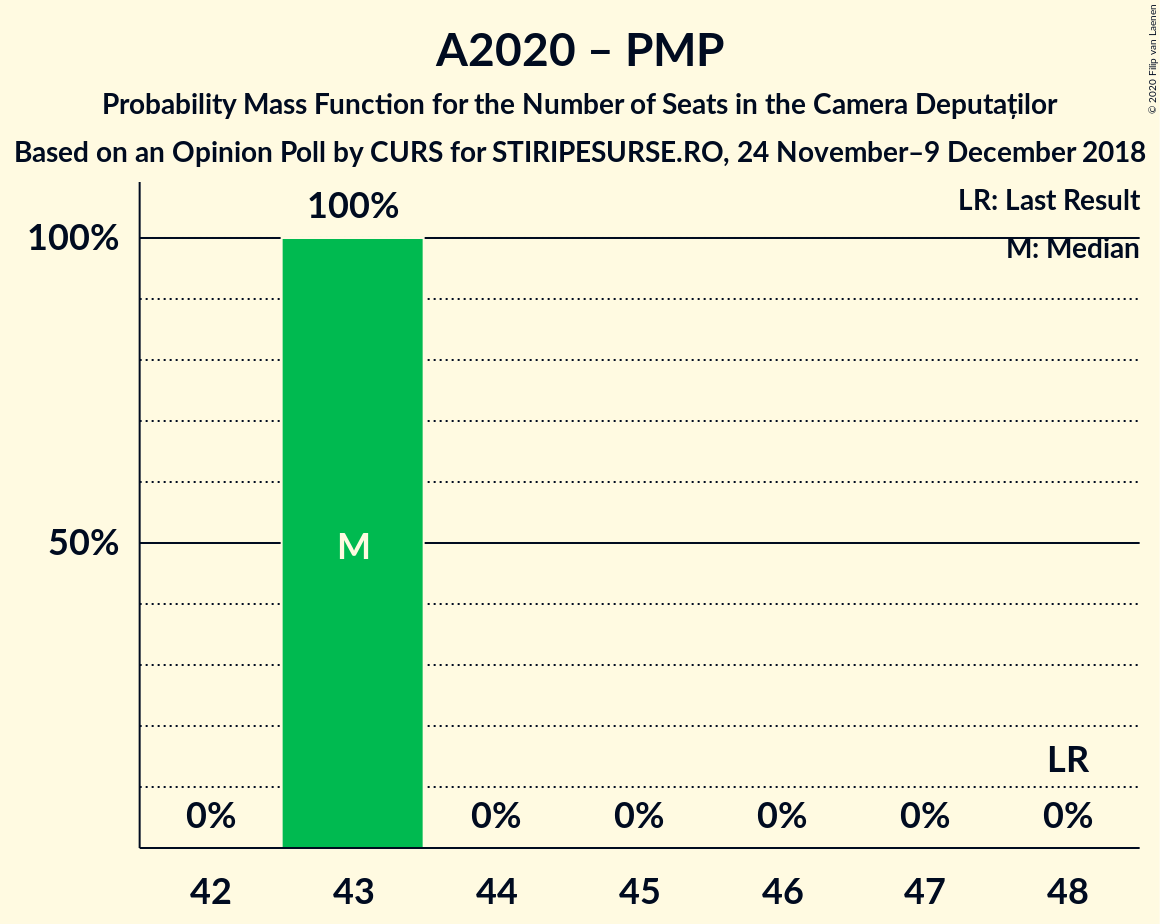 A2020 – PMP
Probability Mass Function for the Number of Seats in the Camera Deputaților
Based on an Opinion Poll by CURS for STIRIPESURSE.RO, 24 November–9 December 2018
© 2020 Filip van Laenen
LR: Last Result
M: Median
100%
100%
50%
M
LR
0% 0% 0% 0% 0% 0%
42 43 44 45 46 47 48